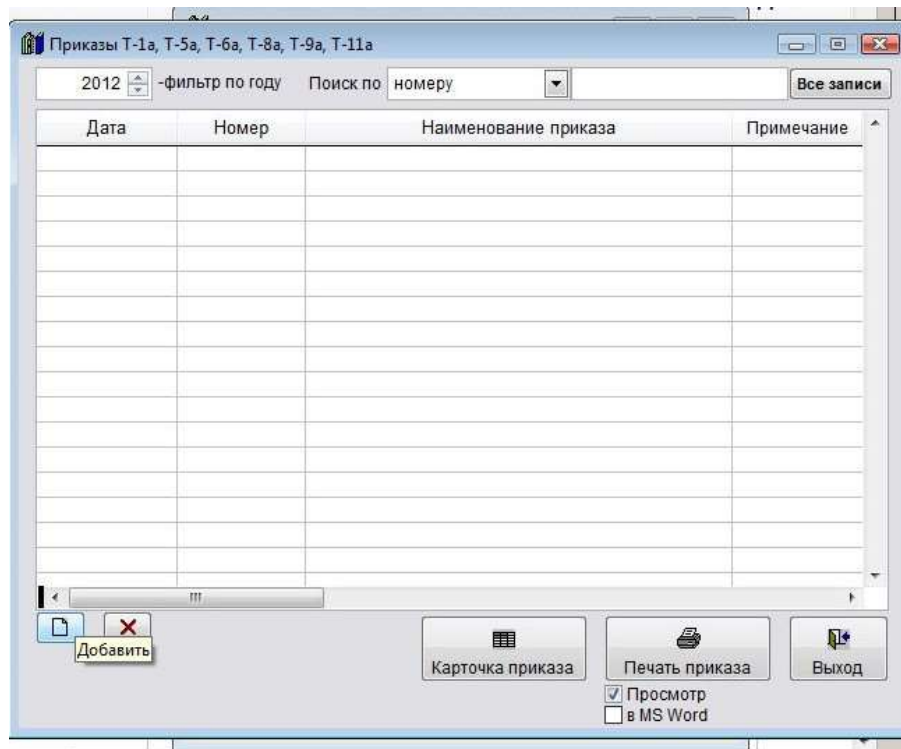 Приказы Т-1а, Т-5а, Т-6а, Т-8а, Т-9а, Т-11а
2012 -фильтр по году Поиск по номеру Все записи
Дата Номер Наименование приказа Примечание
Добавить
Карточка приказа Печать приказа Выход
Просмотр
в MS Word